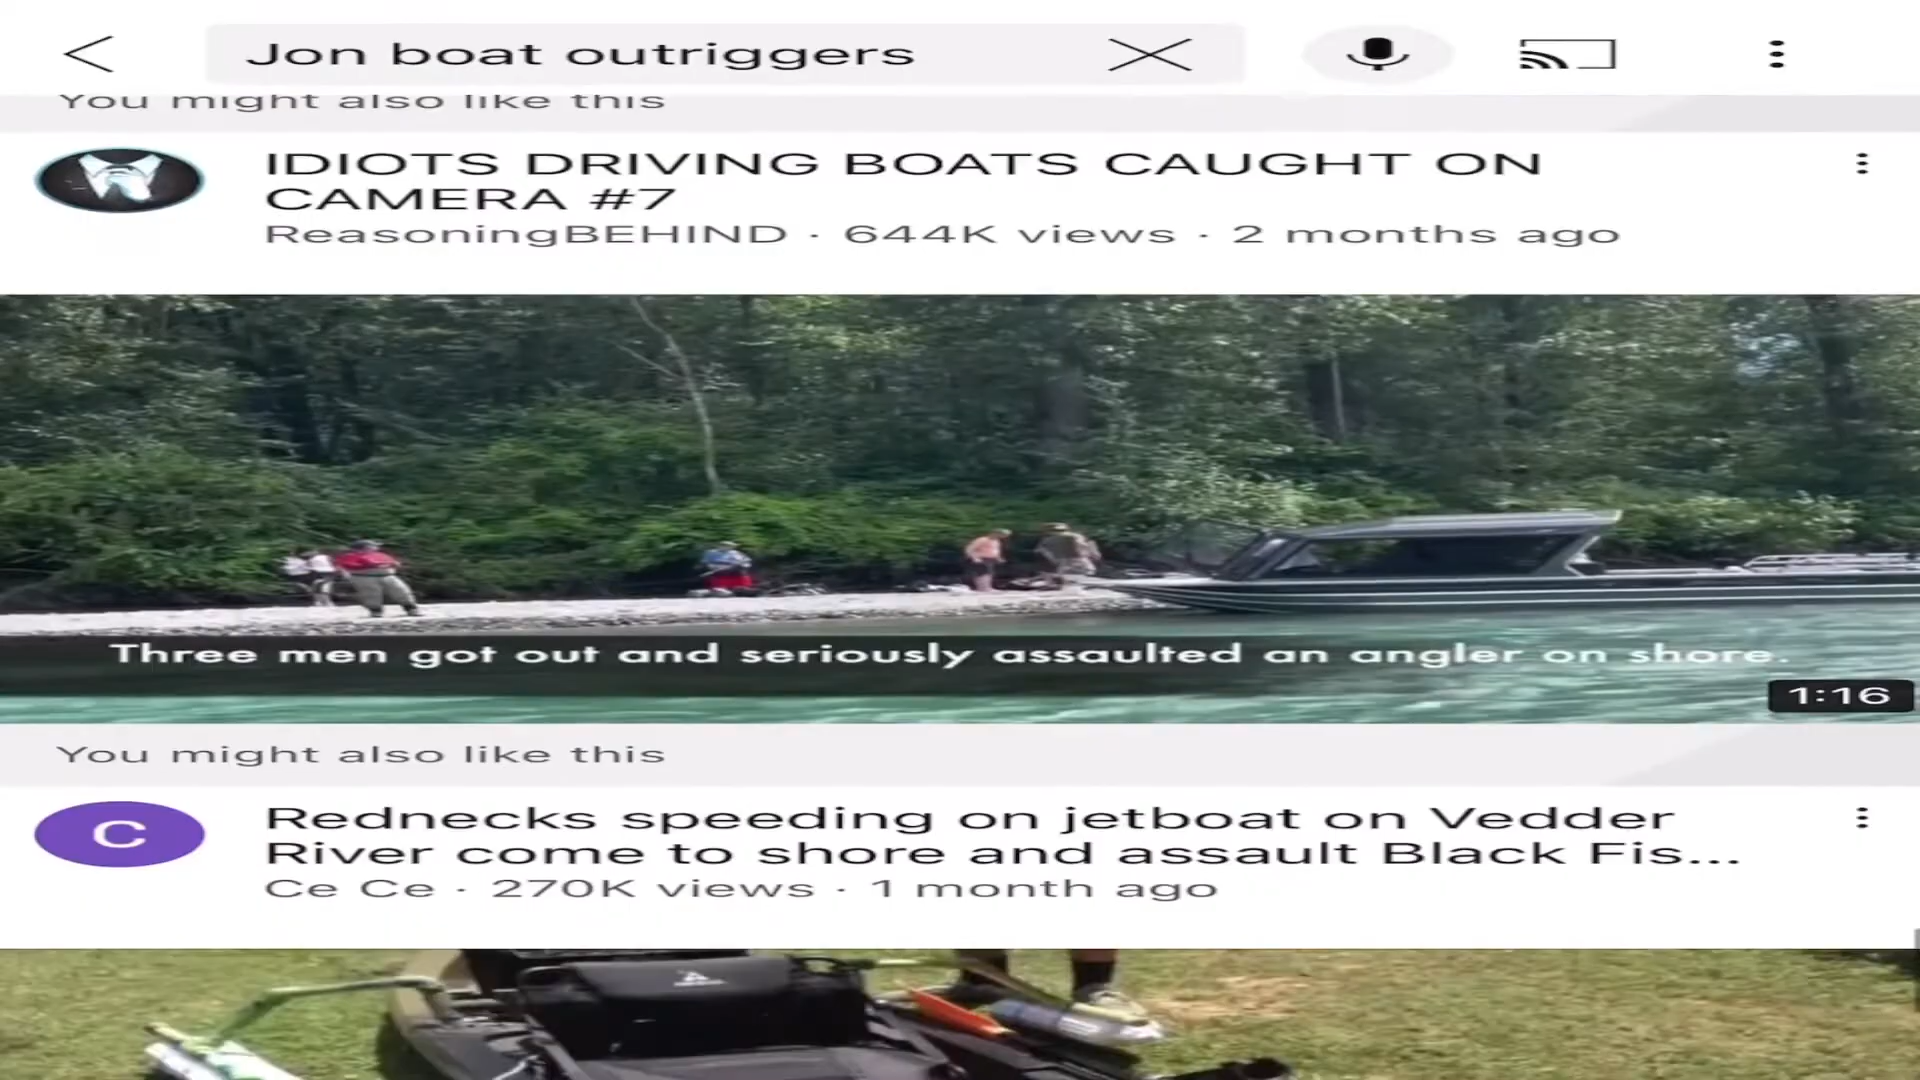 Jon boat outriggers
You might also like this
IDIOTS DRIVING BOATS CAUGHT ON
CAMERA #7
ReasoningBEHIND · 644K views · 2 months ago
Three men got out and seriously assaulted an angler on shore.
1:16
You might also like this
C
Rednecks speeding on jetboat on Vedder
River come to shore and assault Black Fis...
Ce Ce · 270K views · 1 month ago